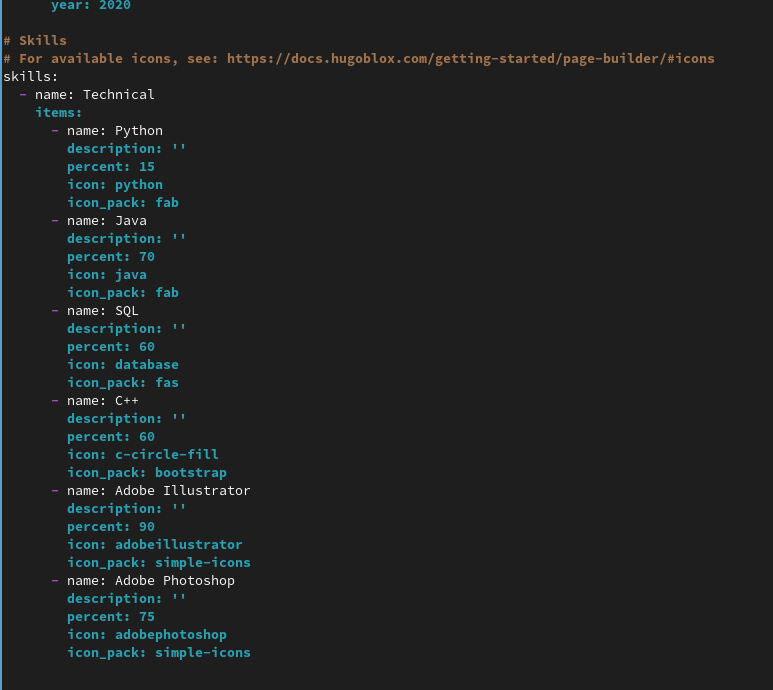 year: 2020
# Skills
# For available icons, see: https://docs.hugoblox.com/getting-started/page-builder/#icons
skills:
- name: Technical
items:
- name: Python
description: ''
percent: 15
icon: python
icon_pack: fab
- name: Java
description: ''
percent: 70
icon: java
icon_pack: fab
- name: SQL
description: ''
percent: 60
icon: database
icon_pack: fas
- name: C++
description: ''
percent: 60
icon: c-circle-fill
icon_pack: bootstrap
- name: Adobe Illustrator
description: ''
percent: 90
icon: adobeillustrator
icon_pack: simple-icons
- name: Adobe Photoshop
description: ''
percent: 75
icon: adobephotoshop
icon_pack: simple-icons